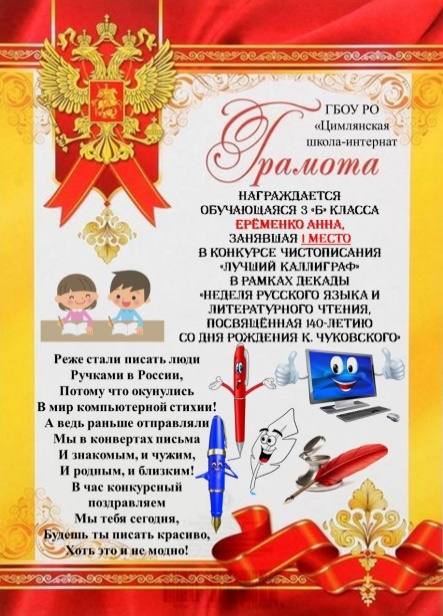 ГБОУ РО
«Цимлянская
школа-интернат
Грамота
НАГРАЖДАЕТСЯ
ОБУЧАЮЩАЯСЯ 3 «Б» КЛАССА
ЕРЁМЕНКО АННА,
ЗАНЯВШАЯ I МЕСТО
В КОНКУРСЕ ЧИСТОПИСАНИЯ
«ЛУЧШИЙ КАЛЛИГРАФ»
В РАМКАХ ДЕКАДЫ
«НЕДЕЛЯ РУССКОГО ЯЗЫКА И
ЛИТЕРАТУРНОГО ЧТЕНИЯ,
ПОСВЯЩЁННАЯ 140-ЛЕТИЮ
СО ДНЯ РОЖДЕНИЯ К. ЧУКОВСКОГО»
Реже стали писать люди
Ручками в России,
Потому что окунулись
В мир компьютерной стихии!
А ведь раньше отправляли
Мы в конвертах письма
И знакомым, и чужим,
И родным, и близким!
В час конкурсный
поздравляем
Мы тебя сегодня,
Будешь ты писать красиво,
Хоть это и не модно!